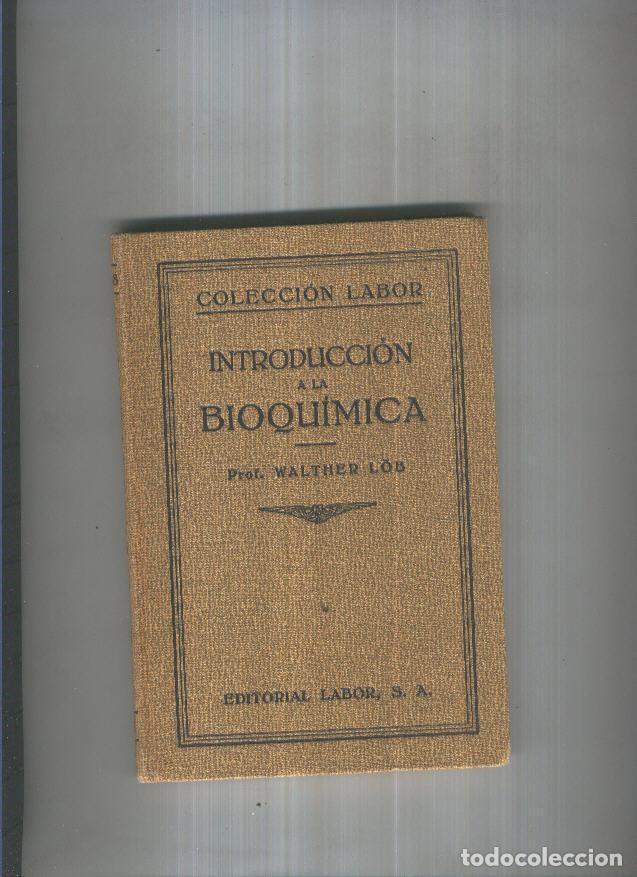 COLECCIÓN LABOR
INTRODUCCIÓN
A LA
BIOQUÍMICA
Prof. WALTHER LÖB
EDITORIAL LABOR, S. A.
todocoleccion